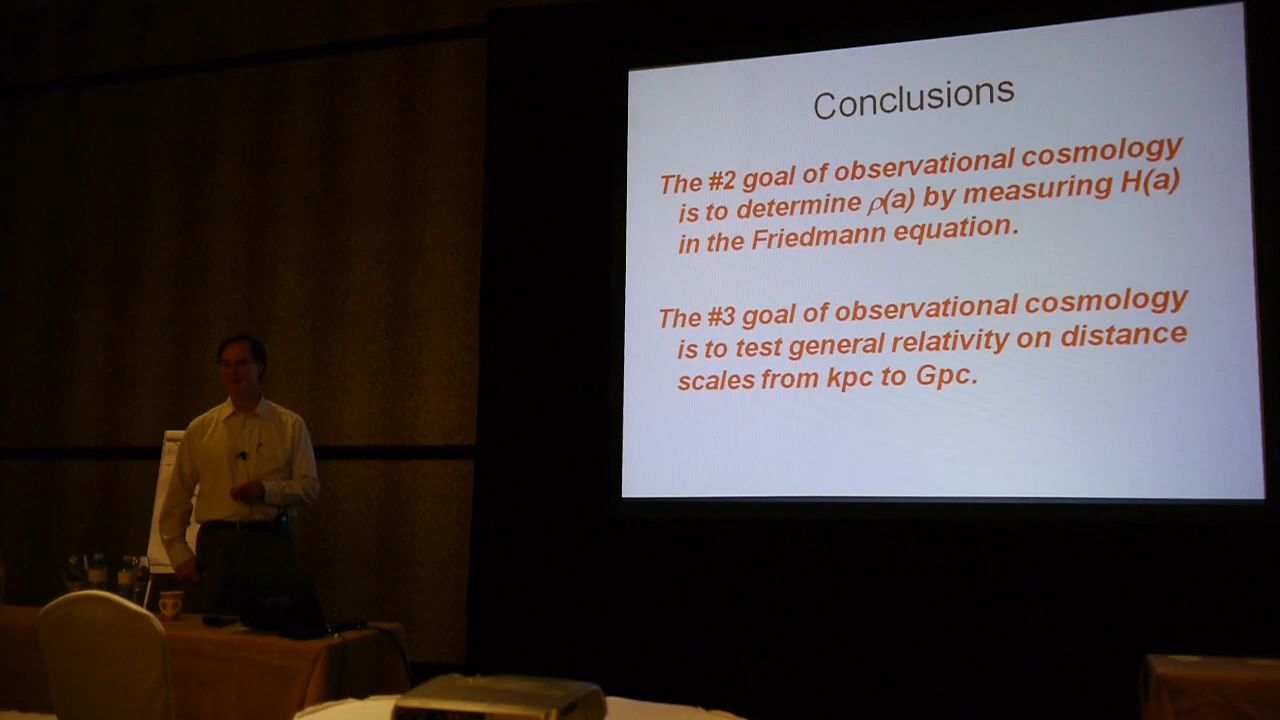 Conclusions
The #2 goal of observational cosmology
is to determine ρ(a) by measuring H(a)
in the Friedmann equation.
The #3 goal of observational cosmology
is to test general relativity on distance
scales from kpc to Gpc.